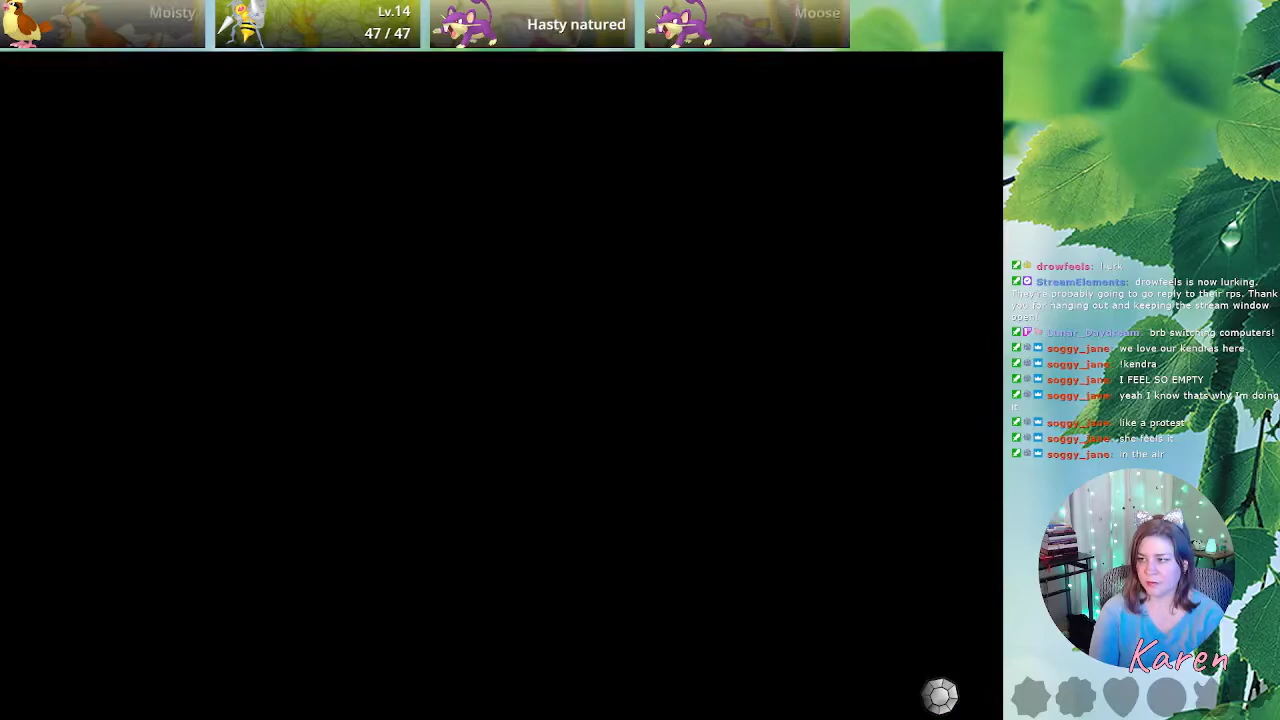 Moisty
Lv.14
47 / 47
Hasty natured
Moose
drowfeels: !lurk
StreamElements: drowfeels is now lurking.
They're probably going to go reply to their rps. Thank
you for hanging out and keeping the stream window
open!
Lunar_Daydream: brb switching computers!
soggy_jane: we love our kendras here
soggy_jane: !kendra
soggy_jane: I FEEL SO EMPTY
soggy_jane: yeah I know thats why Im doing
it
soggy_jane: like a protest
soggy_jane: she feels it
soggy_jane: in the air
Karen